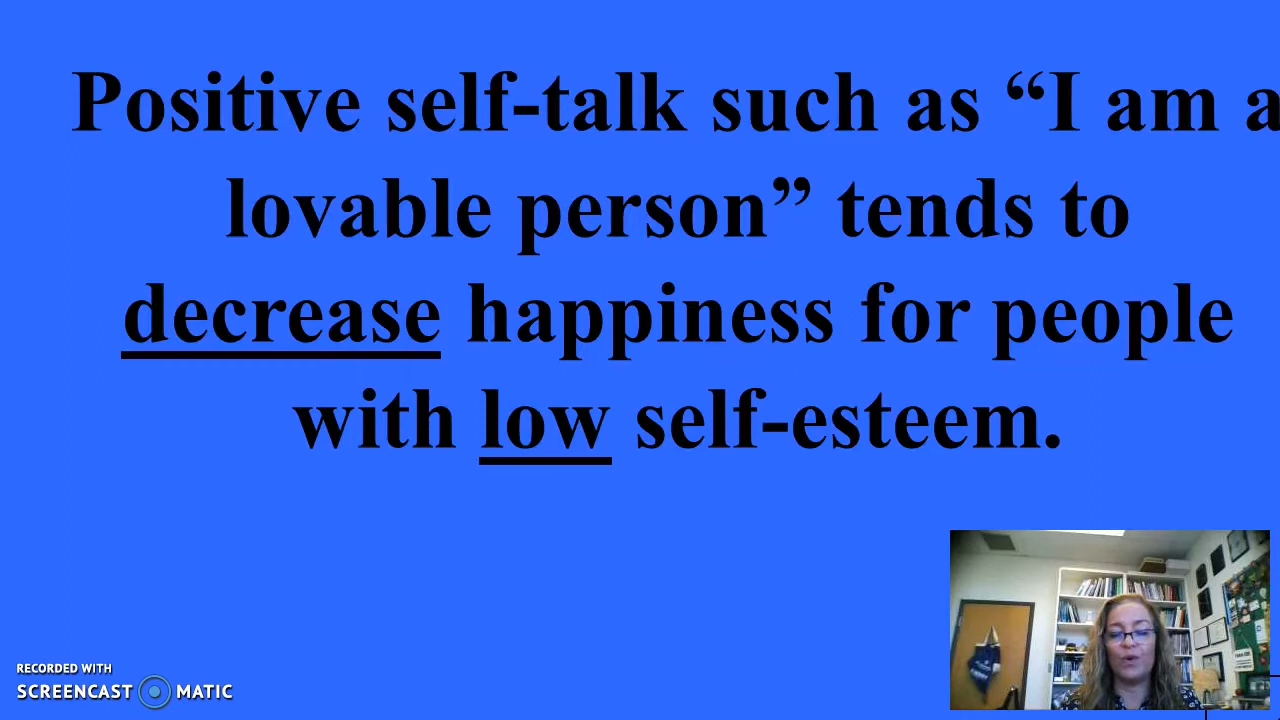 Positive self-talk such as “I am a
lovable person” tends to
decrease happiness for people
with low self-esteem.
RECORDED WITH
SCREENCAST MATIC